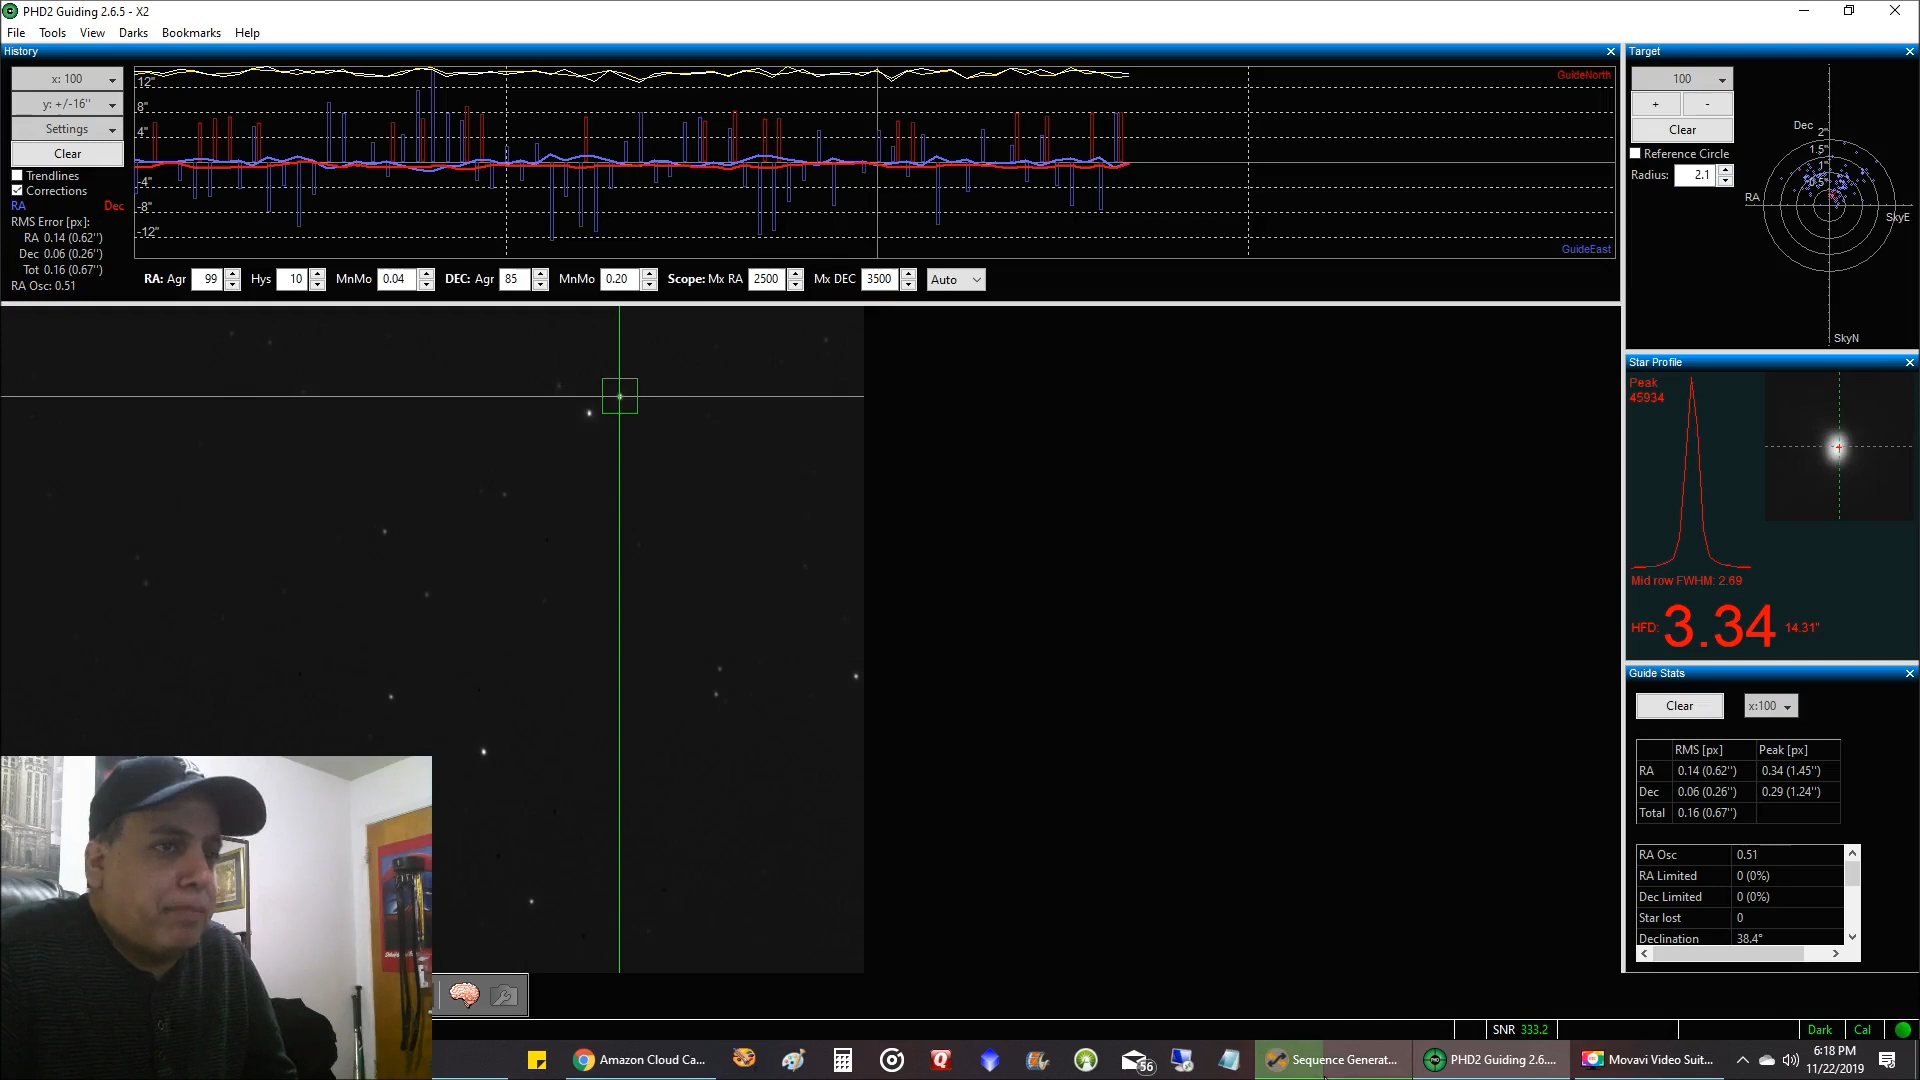 PHD2 Guiding 2.6.5 - X2
File Tools View Darks Bookmarks Help
History
x: 100
y: +/-16"
Settings
Clear
Trendlines
Corrections
RA Dec
RMS Error [px]:
RA 0.14 (0.62")
Dec 0.06 (0.26")
Tot 0.16 (0.67")
RA Osc: 0.51
12"
8"
4"
-4"
-8"
-12"
GuideNorth
GuideEast
RA: Agr 99 Hys 10 MnMo 0.04 DEC: Agr 85 MnMo 0.20 Scope: Mx RA 2500 Mx DEC 3500 Auto
Target
100
+ -
Clear
Reference Circle
Radius: 2.1
Dec
2"
1.5"
1"
0.5"
RA
SkyE
SkyN
Star Profile
Peak
45934
Mid row FWHM: 2.69
HFD: 3.34 14.31"
Guide Stats
Clear x:100
RMS [px] Peak [px]
RA 0.14 (0.62") 0.34 (1.45")
Dec 0.06 (0.26") 0.29 (1.24")
Total 0.16 (0.67")
RA Osc 0.51
RA Limited 0 (0%)
Dec Limited 0 (0%)
Star lost 0
Declination 38.4°
SNR 333.2 Dark Cal
Amazon Cloud Ca... 56 Sequence Generat... PHD2 Guiding 2.6.... Movavi Video Suit...
6:18 PM
11/22/2019